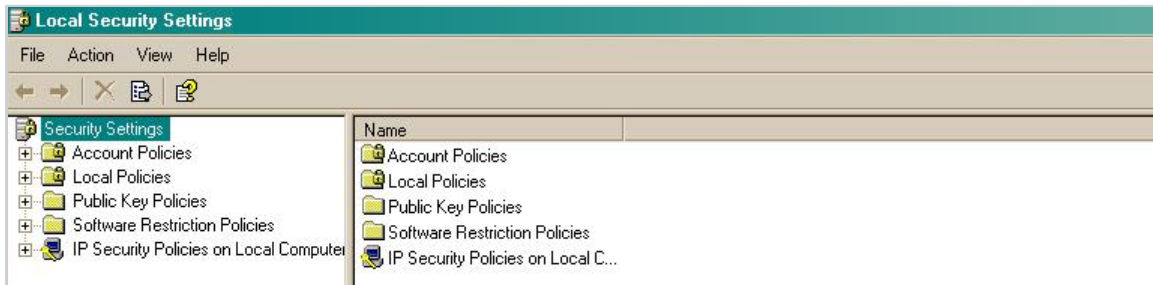 Local Security Settings
File Action View Help
Security Settings
Account Policies
Local Policies
Public Key Policies
Software Restriction Policies
IP Security Policies on Local Computer
Name
Account Policies
Local Policies
Public Key Policies
Software Restriction Policies
IP Security Policies on Local C...